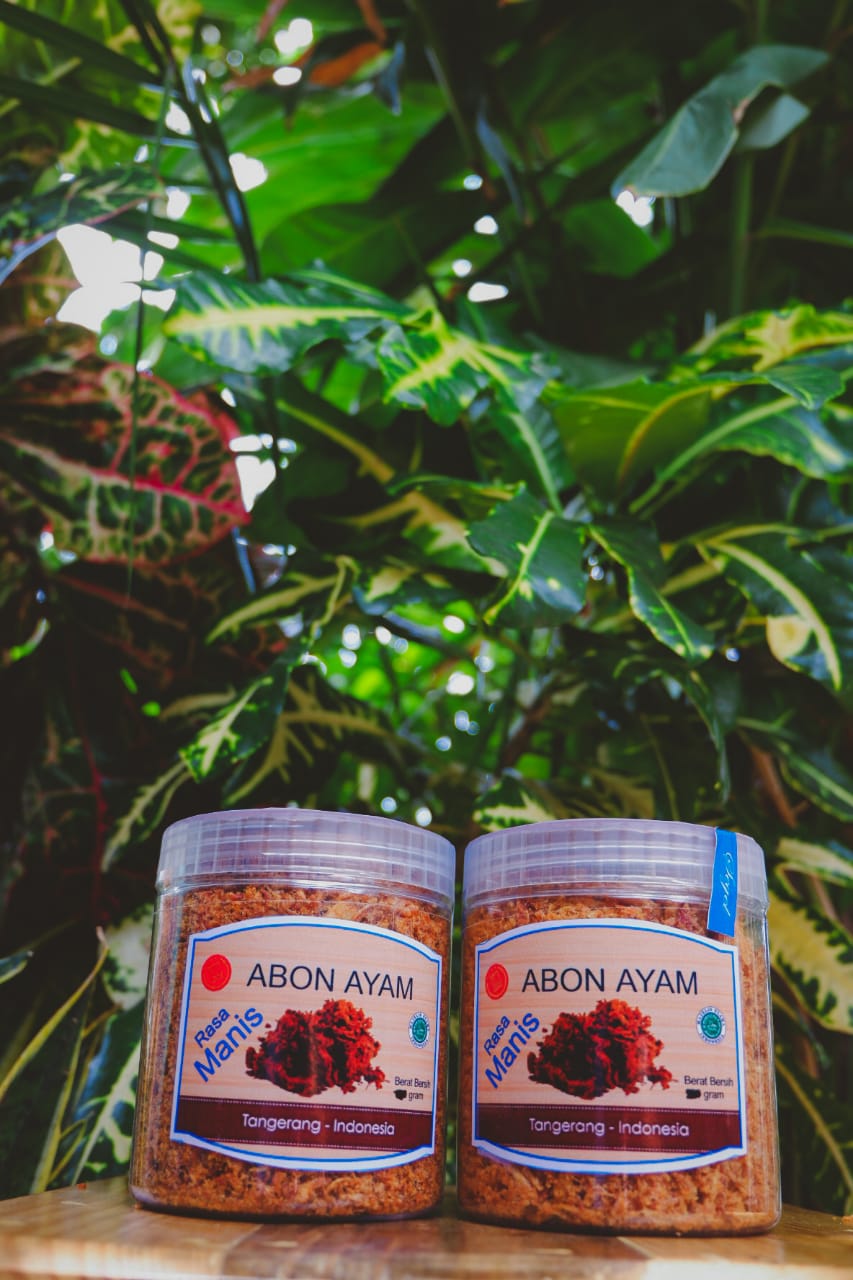 ABON AYAM
Rasa
Manis
Berat Bersih
gram
Tangerang - Indonesia
ABON AYAM
Rasa
Manis
Berat Bersih
gram
Tangerang - Indonesia